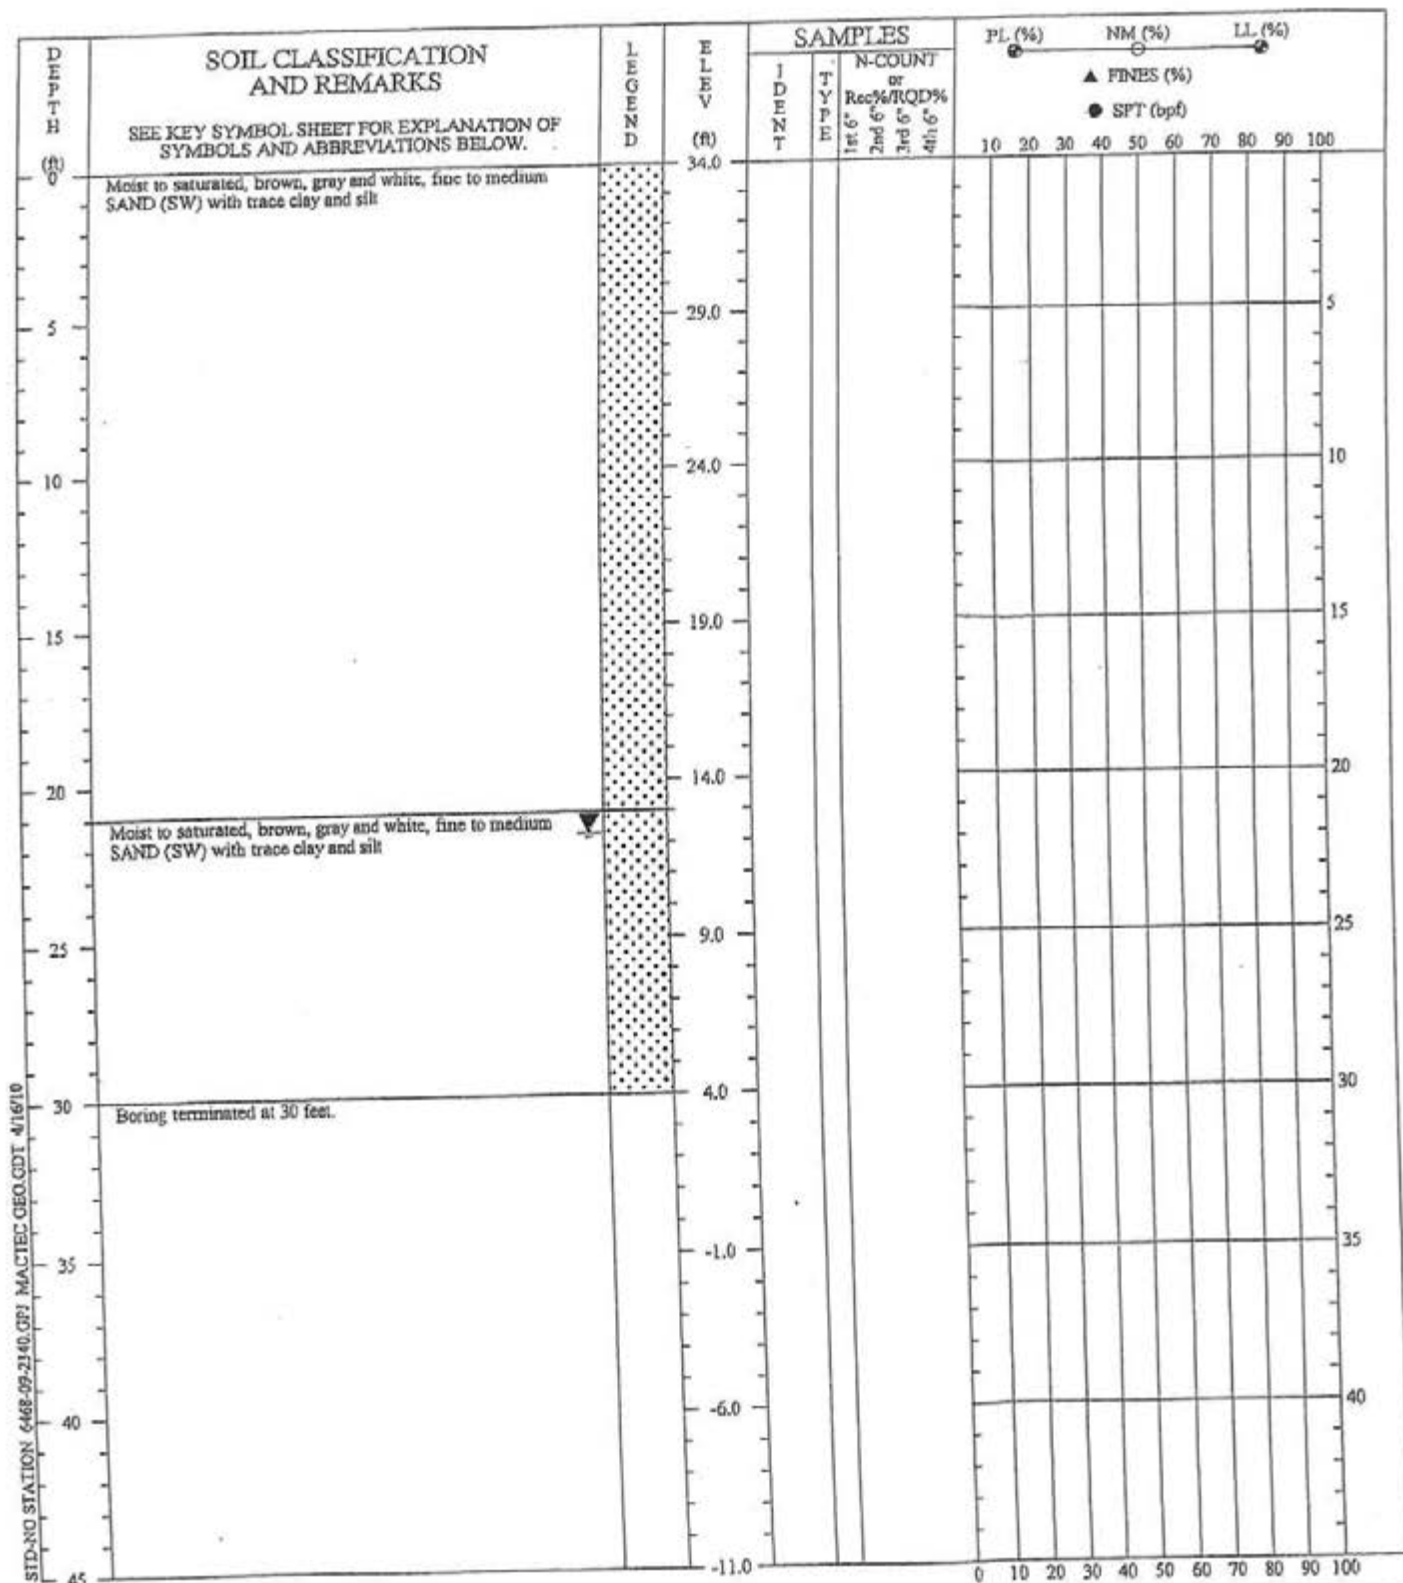 DEPTH
(ft)
SOIL CLASSIFICATION
AND REMARKS
SEE KEY SYMBOL SHEET FOR EXPLANATION OF
SYMBOLS AND ABBREVIATIONS BELOW.
LEGEND
ELEV
(ft)
SAMPLES
IDENT
TYPE
N-COUNT
or
Rec%/RQD%
1st 6"
2nd 6"
3rd 6"
4th 6"
PL (%) NM (%) LL (%)
▲ FINES (%)
● SPT (bpf)
10 20 30 40 50 60 70 80 90 100
0
Moist to saturated, brown, gray and white, fine to medium
SAND (SW) with trace clay and silt
34.0
5
29.0
5
10
24.0
10
15
19.0
15
20
14.0
20
Moist to saturated, brown, gray and white, fine to medium
SAND (SW) with trace clay and silt
25
9.0
25
30
Boring terminated at 30 feet.
4.0
30
35
-1.0
35
40
-6.0
40
45
-11.0
0 10 20 30 40 50 60 70 80 90 100
STD-NO STATION 6468-09-2340.GPJ MACTEC GEO.GDT 4/16/10